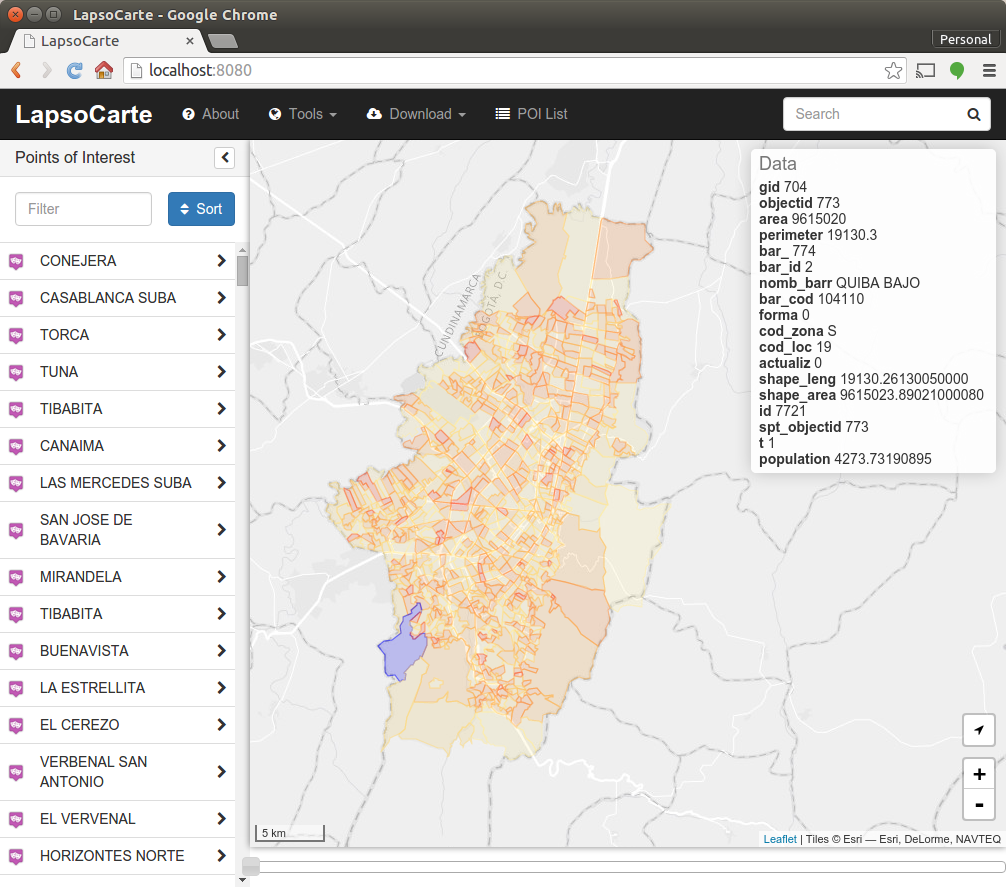 LapsoCarte - Google Chrome
LapsoCarte
Personal
localhost:8080
LapsoCarte
About
Tools
Download
POI List
Search
Points of Interest
Filter
Sort
CONEJERA
CASABLANCA SUBA
TORCA
TUNA
TIBABITA
CANAIMA
LAS MERCEDES SUBA
SAN JOSE DE
BAVARIA
MIRANDELA
TIBABITA
BUENAVISTA
LA ESTRELLITA
EL CEREZO
VERBENAL SAN
ANTONIO
EL VERVENAL
HORIZONTES NORTE
CUNDINAMARCA
BOGOTÁ, D.C.
Data
gid 704
objectid 773
area 9615020
perimeter 19130.3
bar_ 774
bar_id 2
nomb_barr QUIBA BAJO
bar_cod 104110
forma 0
cod_zona S
cod_loc 19
actualiz 0
shape_leng 19130.26130050000
shape_area 9615023.89021000080
id 7721
spt_objectid 773
t 1
population 4273.73190895
+
-
5 km
Leaflet | Tiles © Esri — Esri, DeLorme, NAVTEQ